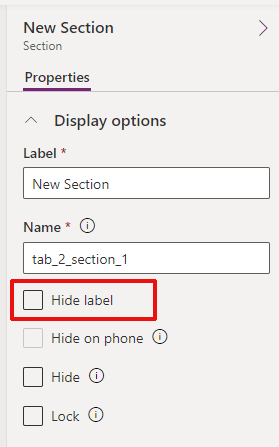 New Section
Section
Properties
Display options
Label *
New Section
Name *
tab_2_section_1
Hide label
Hide on phone
Hide
Lock